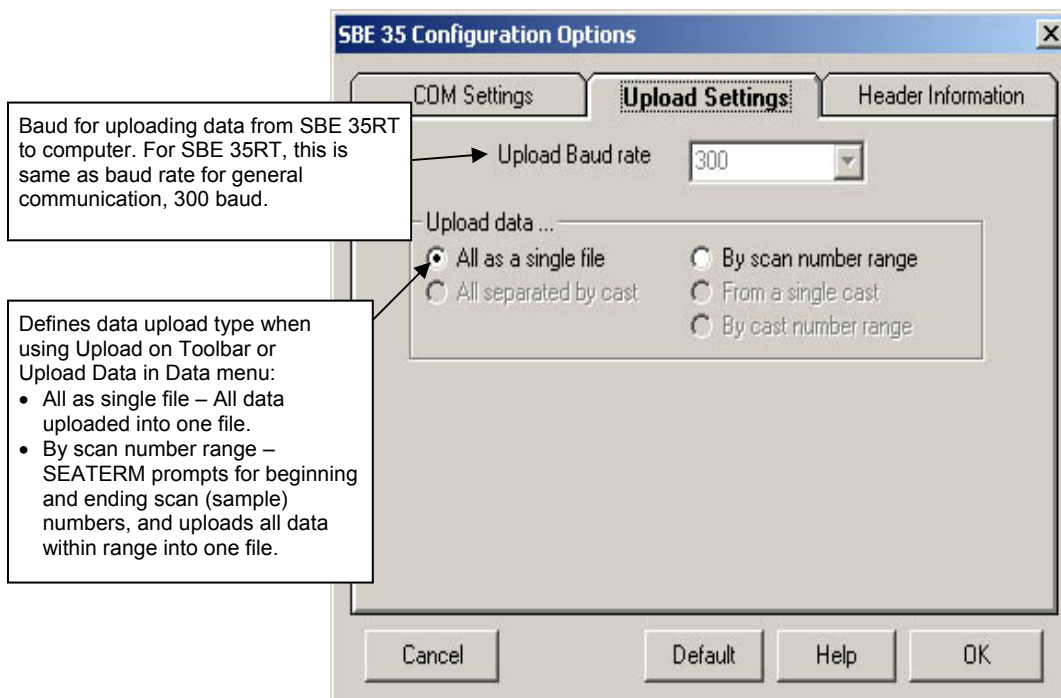 SBE 35 Configuration Options
COM Settings
Upload Settings
Header Information
Baud for uploading data from SBE 35RT
to computer. For SBE 35RT, this is
same as baud rate for general
communication, 300 baud.
Upload Baud rate
300
Upload data ...
All as a single file
By scan number range
All separated by cast
From a single cast
By cast number range
Defines data upload type when
using Upload on Toolbar or
Upload Data in Data menu:
• All as single file – All data
uploaded into one file.
• By scan number range –
SEATERM prompts for beginning
and ending scan (sample)
numbers, and uploads all data
within range into one file.
Cancel
Default
Help
OK